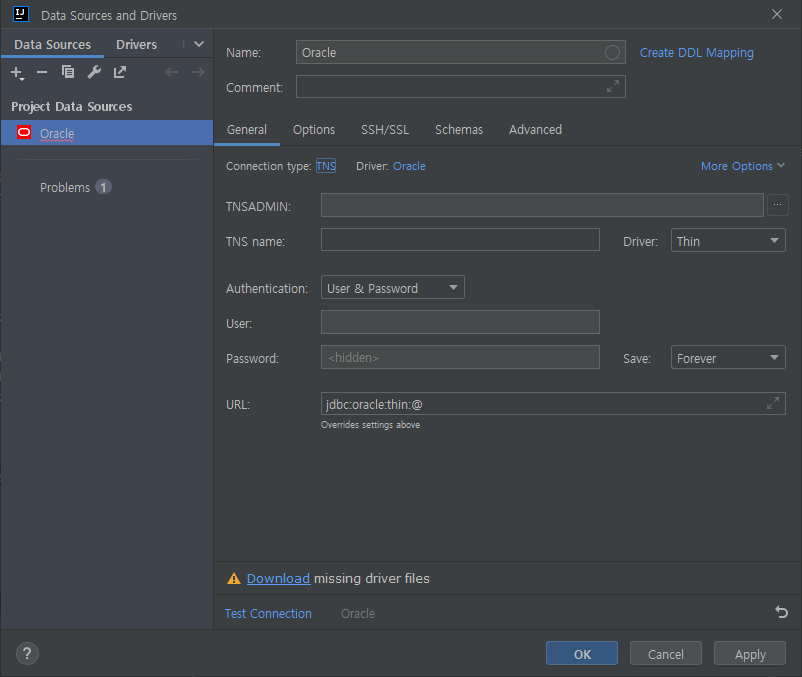 Data Sources and Drivers
Data Sources Drivers
Name: Oracle Create DDL Mapping
Comment:
Project Data Sources
Oracle
Problems 1
General Options SSH/SSL Schemas Advanced
Connection type: TNS Driver: Oracle More Options
TNSADMIN: ...
TNS name: Driver: Thin
Authentication: User & Password
User:
Password: <hidden> Save: Forever
URL: jdbc:oracle:thin:@
Overrides settings above
Download missing driver files
Test Connection Oracle
? OK Cancel Apply